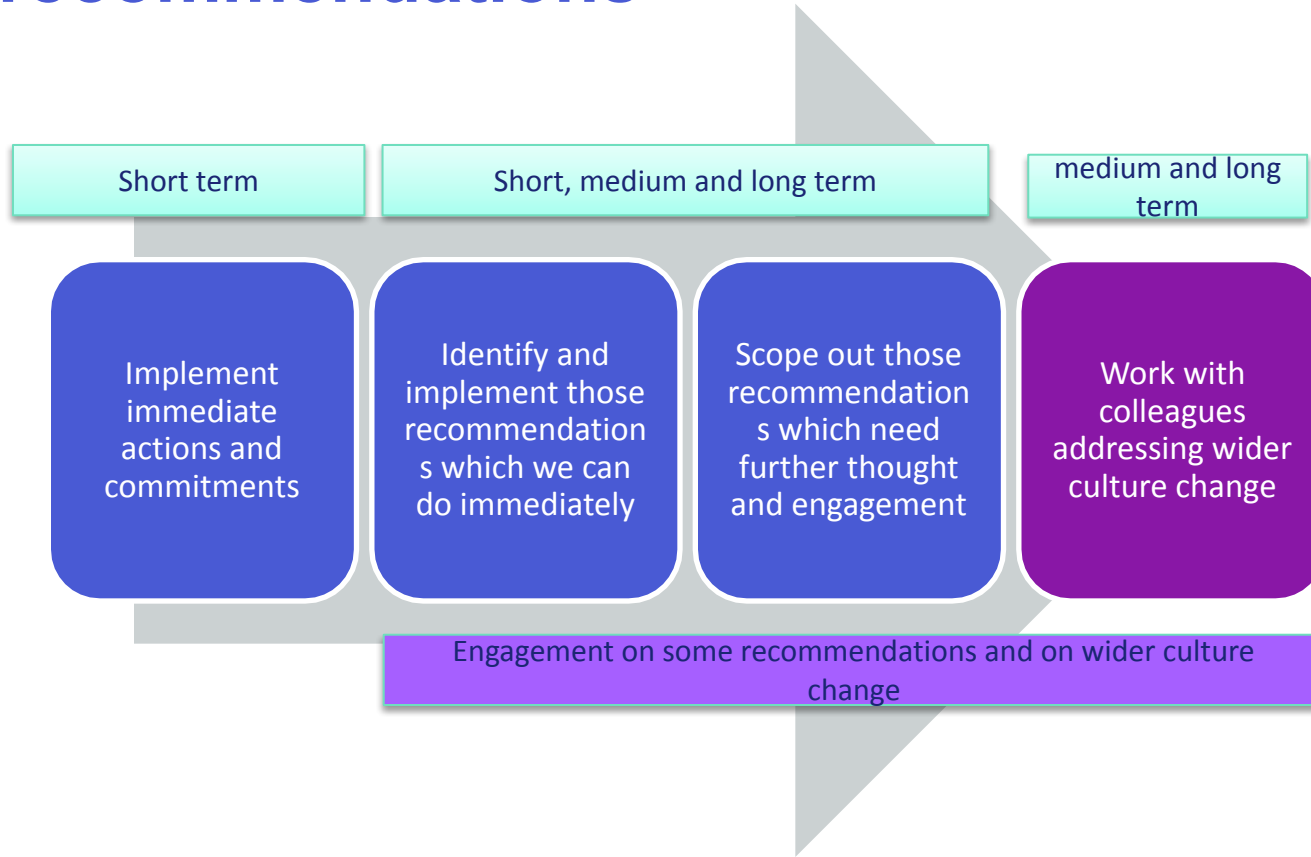 recommendations
Short term
Short, medium and long term
medium and long
term
Implement
immediate
actions and
commitments
Identify and
implement those
recommendation
s which we can
do immediately
Scope out those
recommendation
s which need
further thought
and engagement
Work with
colleagues
addressing wider
culture change
Engagement on some recommendations and on wider culture
change